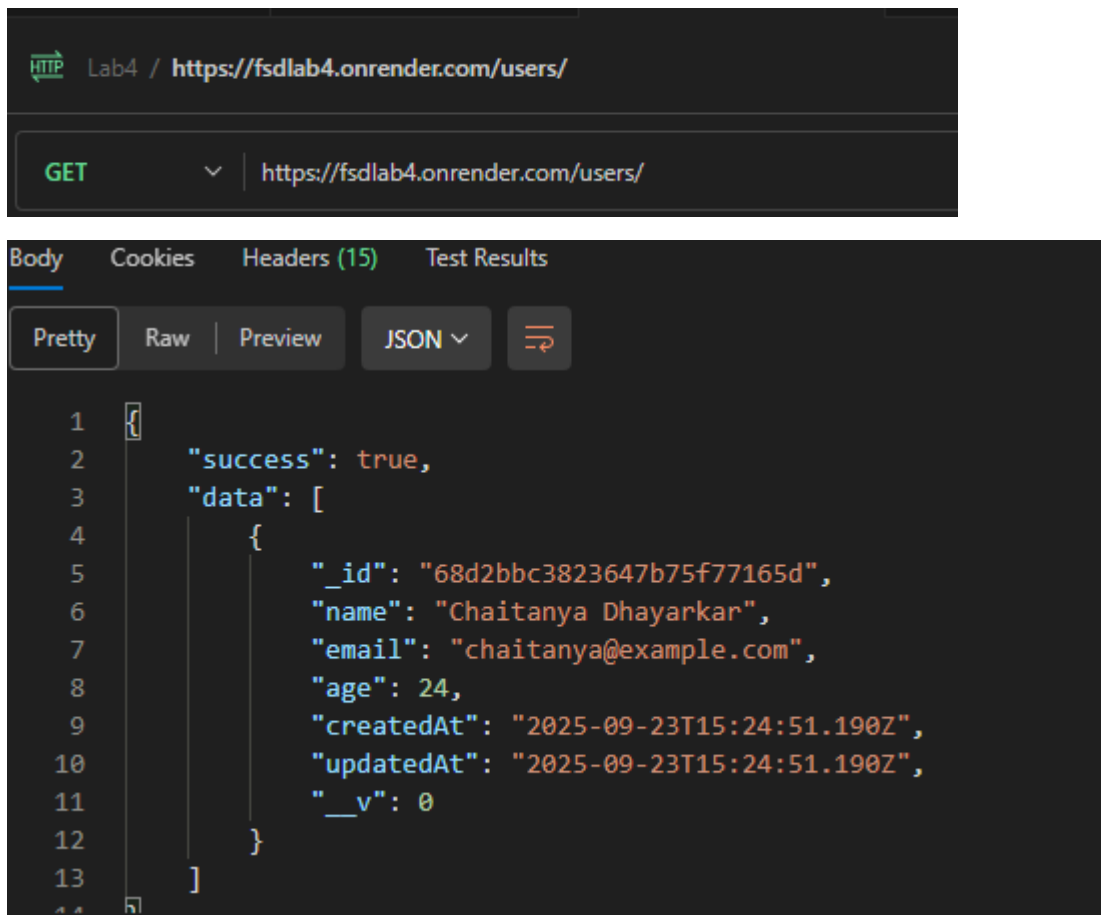 HTTP Lab4 / https://fsdlab4.onrender.com/users/
GET https://fsdlab4.onrender.com/users/
Body Cookies Headers (15) Test Results
Pretty Raw Preview JSON
1 {
2 "success": true,
3 "data": [
4 {
5 "_id": "68d2bbc3823647b75f77165d",
6 "name": "Chaitanya Dhayarkar",
7 "email": "chaitanya@example.com",
8 "age": 24,
9 "createdAt": "2025-09-23T15:24:51.190Z",
10 "updatedAt": "2025-09-23T15:24:51.190Z",
11 "__v": 0
12 }
13 ]
14 }